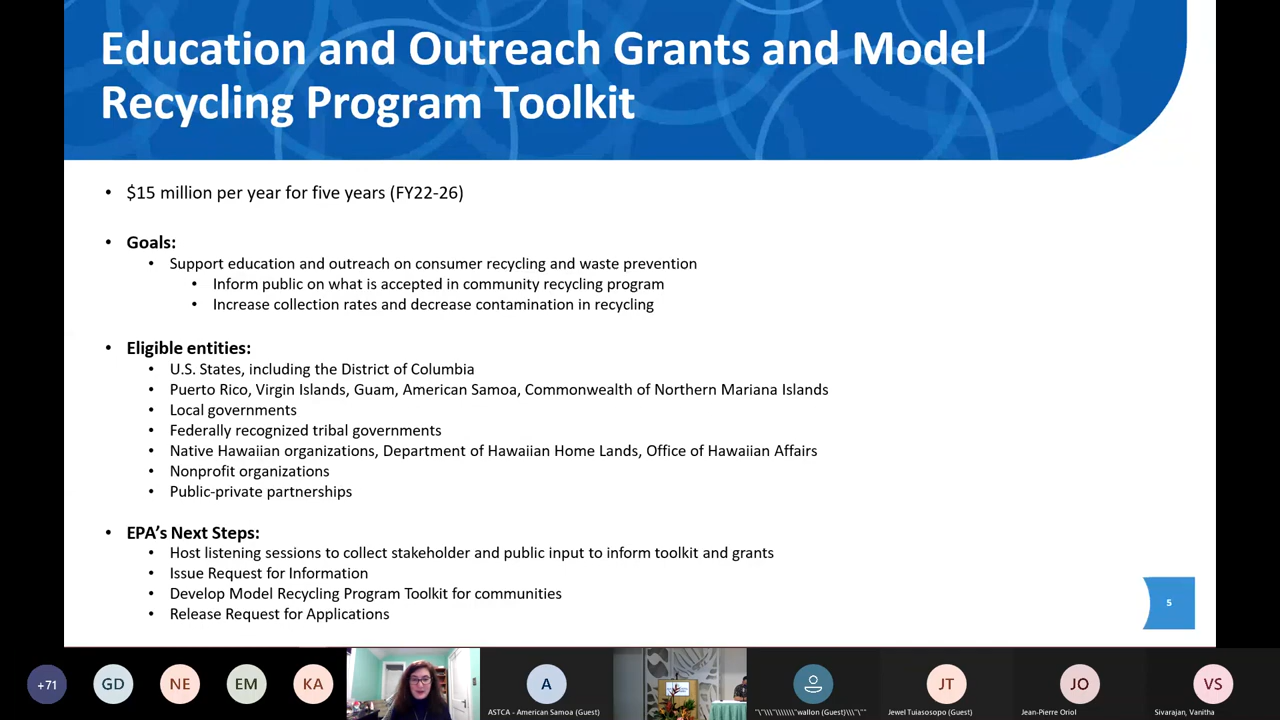 Education and Outreach Grants and Model
Recycling Program Toolkit
• $15 million per year for five years (FY22-26)
• Goals:
• Support education and outreach on consumer recycling and waste prevention
• Inform public on what is accepted in community recycling program
• Increase collection rates and decrease contamination in recycling
• Eligible entities:
• U.S. States, including the District of Columbia
• Puerto Rico, Virgin Islands, Guam, American Samoa, Commonwealth of Northern Mariana Islands
• Local governments
• Federally recognized tribal governments
• Native Hawaiian organizations, Department of Hawaiian Home Lands, Office of Hawaiian Affairs
• Nonprofit organizations
• Public-private partnerships
• EPA's Next Steps:
• Host listening sessions to collect stakeholder and public input to inform toolkit and grants
• Issue Request for Information
• Develop Model Recycling Program Toolkit for communities
• Release Request for Applications
5
+71 GD NE EM KA A JT JO VS
ASTCA - American Samoa (Guest) wallon (Guest) Jewel Tuiasosopo (Guest) Jean-Pierre Oriol Sivarajan, Vanitha